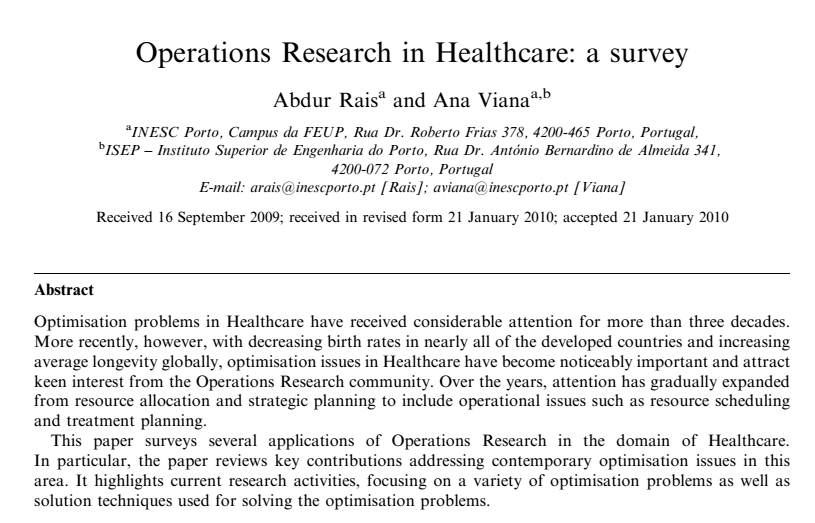 Operations Research in Healthcare: a survey
Abdur Raisa and Ana Vianaa,b
aINESC Porto, Campus da FEUP, Rua Dr. Roberto Frias 378, 4200-465 Porto, Portugal,
bISEP – Instituto Superior de Engenharia do Porto, Rua Dr. António Bernardino de Almeida 341,
4200-072 Porto, Portugal
E-mail: arais@inescporto.pt [Rais]; aviana@inescporto.pt [Viana]
Received 16 September 2009; received in revised form 21 January 2010; accepted 21 January 2010
Abstract
Optimisation problems in Healthcare have received considerable attention for more than three decades.
More recently, however, with decreasing birth rates in nearly all of the developed countries and increasing
average longevity globally, optimisation issues in Healthcare have become noticeably important and attract
keen interest from the Operations Research community. Over the years, attention has gradually expanded
from resource allocation and strategic planning to include operational issues such as resource scheduling
and treatment planning.
This paper surveys several applications of Operations Research in the domain of Healthcare.
In particular, the paper reviews key contributions addressing contemporary optimisation issues in this
area. It highlights current research activities, focusing on a variety of optimisation problems as well as
solution techniques used for solving the optimisation problems.